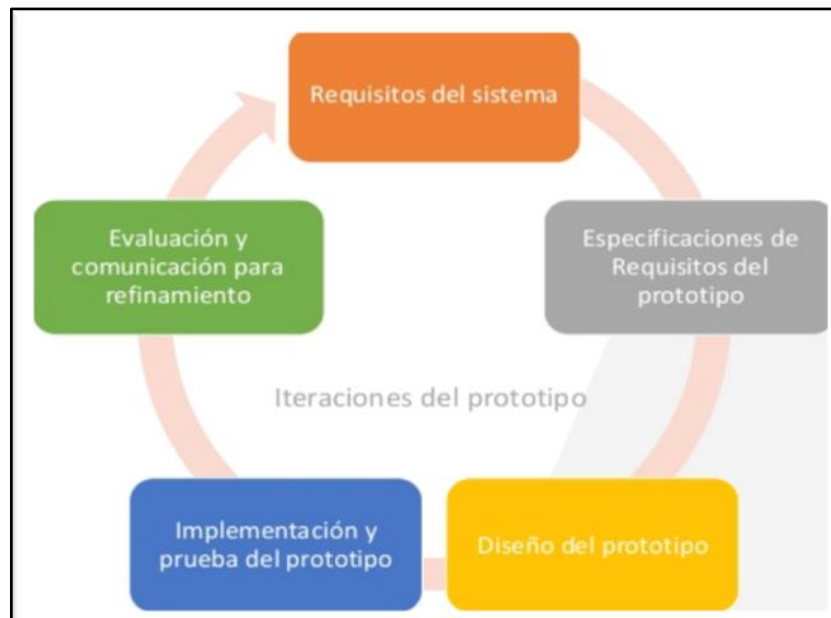 Requisitos del sistema
Especificaciones de
Requisitos del
prototipo
Diseño del prototipo
Implementación y
prueba del prototipo
Evaluación y
comunicación para
refinamiento
Iteraciones del prototipo